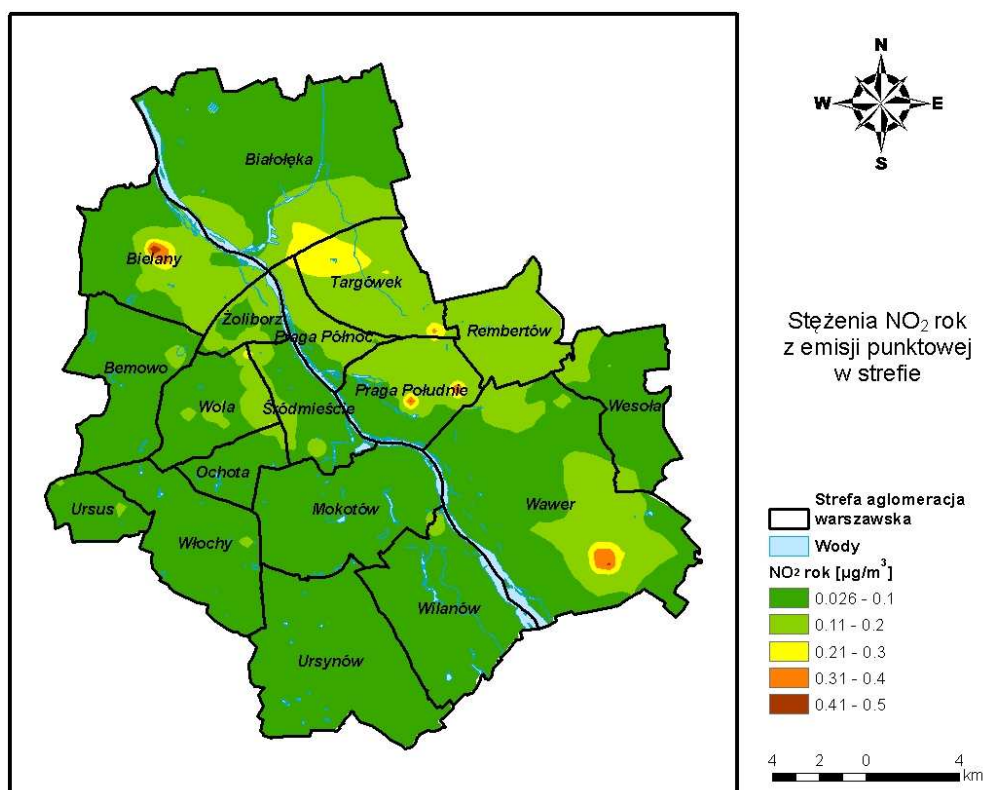 N
W
E
S
Białołęka
Bielany
Targówek
Żoliborz
Praga Północ
Rembertów
Bemowo
Praga Południe
Wola
Śródmieście
Wesoła
Ochota
Ursus
Mokotów
Wawer
Włochy
Wilanów
Ursynów
Stężenia NO₂ rok
z emisji punktowej
w strefie
Strefa aglomeracja
warszawska
Wody
NO₂ rok [µg/m³]
0.026 - 0.1
0.11 - 0.2
0.21 - 0.3
0.31 - 0.4
0.41 - 0.5
4 2 0 4
km